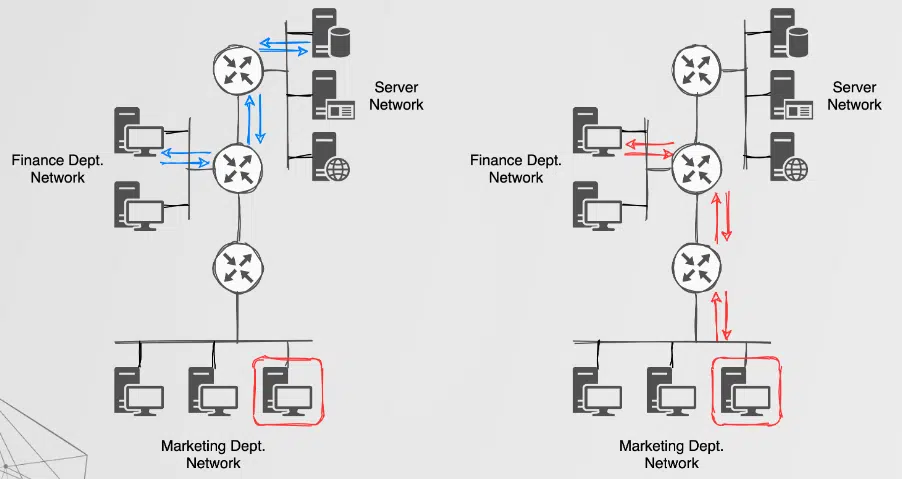 Server
Network
Finance Dept.
Network
Marketing Dept.
Network
Server
Network
Finance Dept.
Network
Marketing Dept.
Network